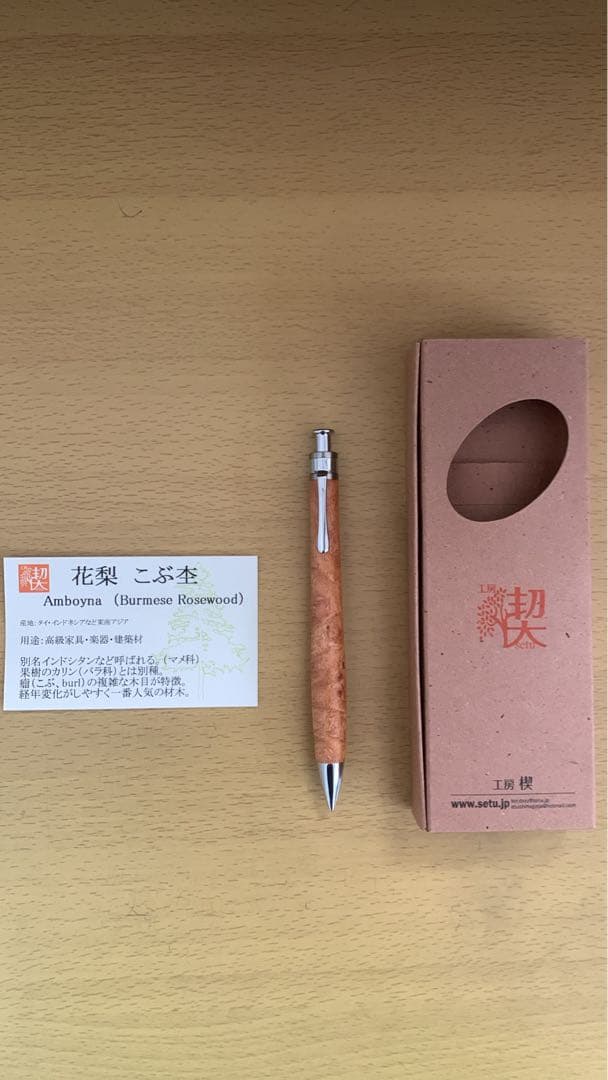 花梨 こぶ杢
Amboyna (Burmese Rosewood)
産地:タイ・インドネシアなど東南アジア
用途:高級家具・楽器・建築材
別名インドシタンなど呼ばれる。(マメ科)
果樹のカリン(バラ科)とは別種。
瘤(こぶ、burl)の複雑な木目が特徴。
経年変化がしやすく一番人気の材木。
工房
楔
setu
工房 楔
www.setu.jp